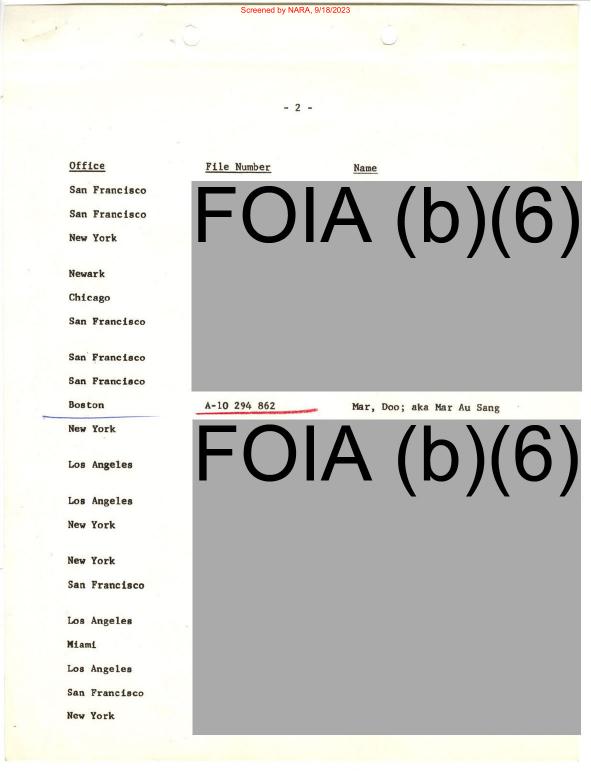 Screened by NARA, 9/18/2023
- 2 -
Office File Number Name
San Francisco
San Francisco
New York
FOIA (b)(6)
Newark
Chicago
San Francisco
San Francisco
San Francisco
Boston A-10 294 862 Mar, Doo; aka Mar Au Sang
New York
FOIA (b)(6)
Los Angeles
Los Angeles
New York
New York
San Francisco
Los Angeles
Miami
Los Angeles
San Francisco
New York